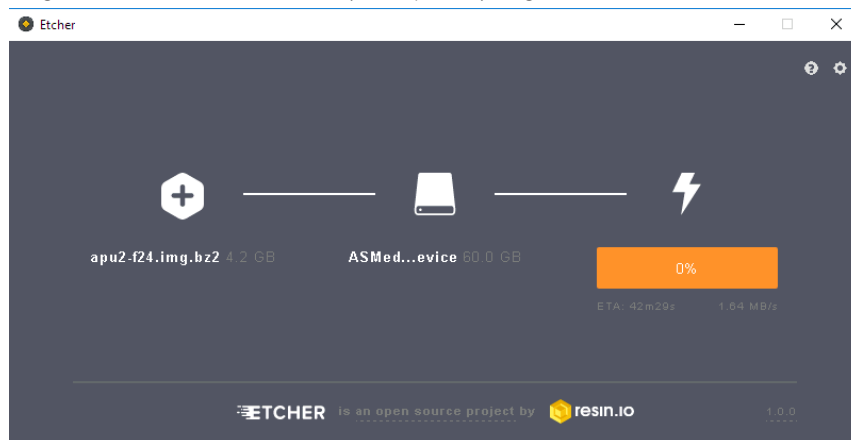 Etcher
apu2-f24.img.bz2 4.2 GB
ASMed...evice 60.0 GB
0%
ETA: 42m29s 1.64 MB/s
ETCHER is an open source project by resin.io
1.0.0